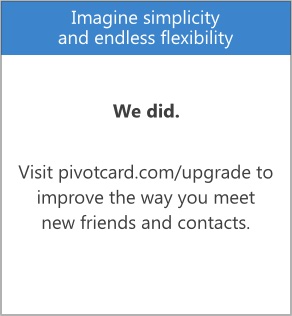 Imagine simplicity
and endless flexibility
We did.
Visit pivotcard.com/upgrade to
improve the way you meet
new friends and contacts.